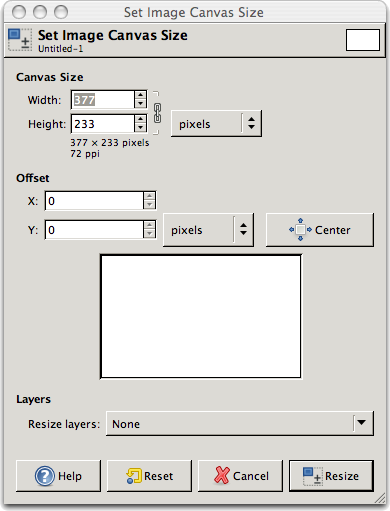 Set Image Canvas Size
Set Image Canvas Size
Untitled-1
Canvas Size
Width: 377
Height: 233 pixels
377 × 233 pixels
72 ppi
Offset
X: 0
Y: 0 pixels Center
Layers
Resize layers: None
Help Reset Cancel Resize